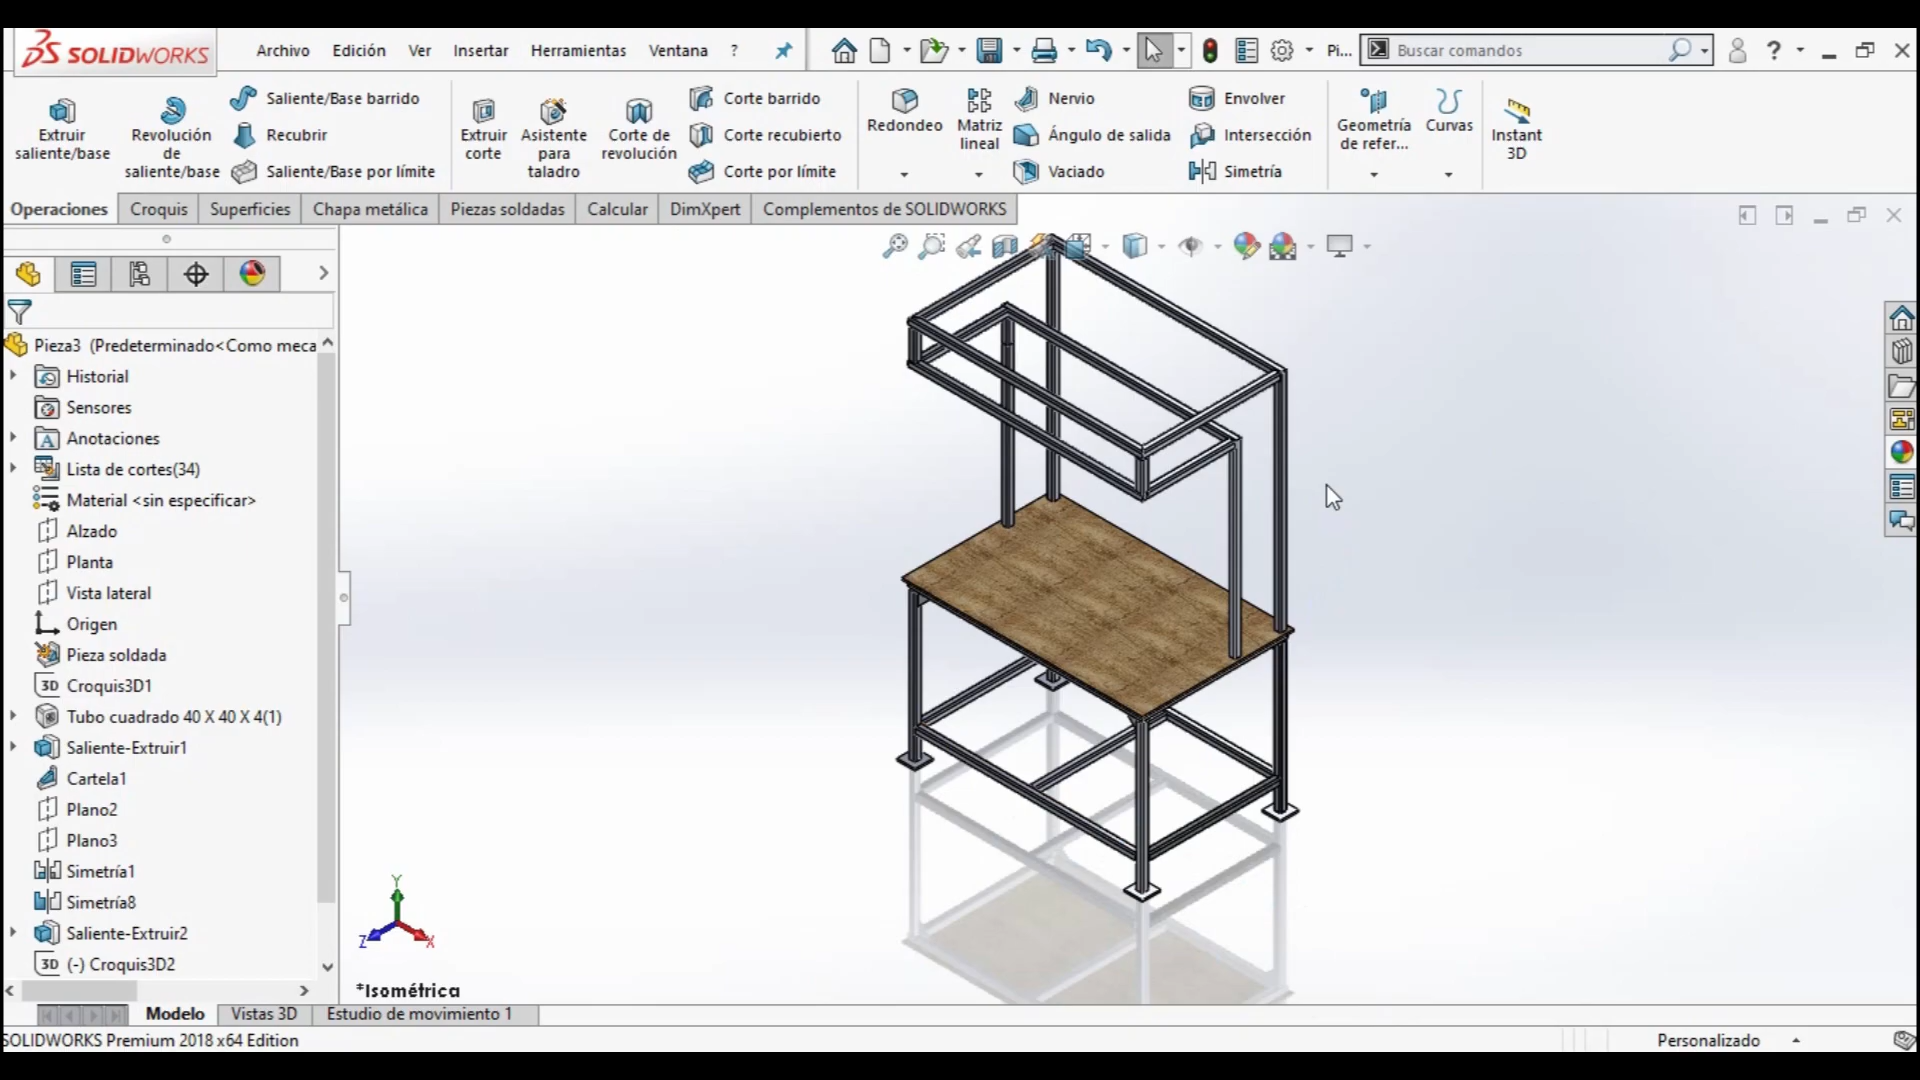 SOLIDWORKS
Archivo Edición Ver Insertar Herramientas Ventana ? Pi... Buscar comandos ?
Extruir saliente/base
Revolución de saliente/base
Saliente/Base barrido
Recubrir
Saliente/Base por límite
Extruir corte
Asistente para taladro
Corte de revolución
Corte barrido
Corte recubierto
Corte por límite
Redondeo
Matriz lineal
Nervio
Ángulo de salida
Vaciado
Envolver
Intersección
Simetría
Geometría de refer...
Curvas
Instant 3D
Operaciones Croquis Superficies Chapa metálica Piezas soldadas Calcular DimXpert Complementos de SOLIDWORKS
Pieza3 (Predeterminado<Como meca
Historial
Sensores
Anotaciones
Lista de cortes(34)
Material <sin especificar>
Alzado
Planta
Vista lateral
Origen
Pieza soldada
3D Croquis3D1
Tubo cuadrado 40 X 40 X 4(1)
Saliente-Extruir1
Cartela1
Plano2
Plano3
Simetría1
Simetría8
Saliente-Extruir2
3D (-) Croquis3D2
Y
Z X
*Isométrica
Modelo Vistas 3D Estudio de movimiento 1
SOLIDWORKS Premium 2018 x64 Edition Personalizado